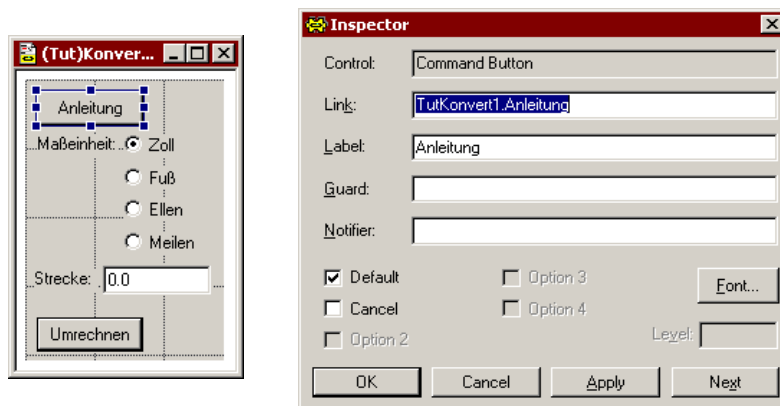 (Tut)Konver...
Anleitung
Maßeinheit:
Zoll
Fuß
Ellen
Meilen
Strecke:
0.0
Umrechnen
Inspector
Control:
Command Button
Link:
TutKonvert1.Anleitung
Label:
Anleitung
Guard:
Notifier:
Default
Option 3
Font...
Cancel
Option 4
Option 2
Level:
OK
Cancel
Apply
Next